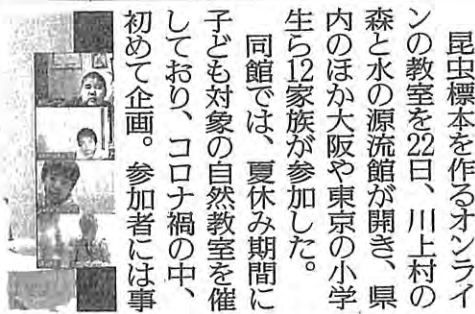 昆虫標本を作るオンライ
ンの教室を22日、川上村の
森と水の源流館が開き、県
内のほか大阪や東京の小学
生ら12家族が参加した。
同館では、夏休み期間に
子ども対象の自然教室を催
しており、コロナ禍の中、
初めて企画。参加者には事